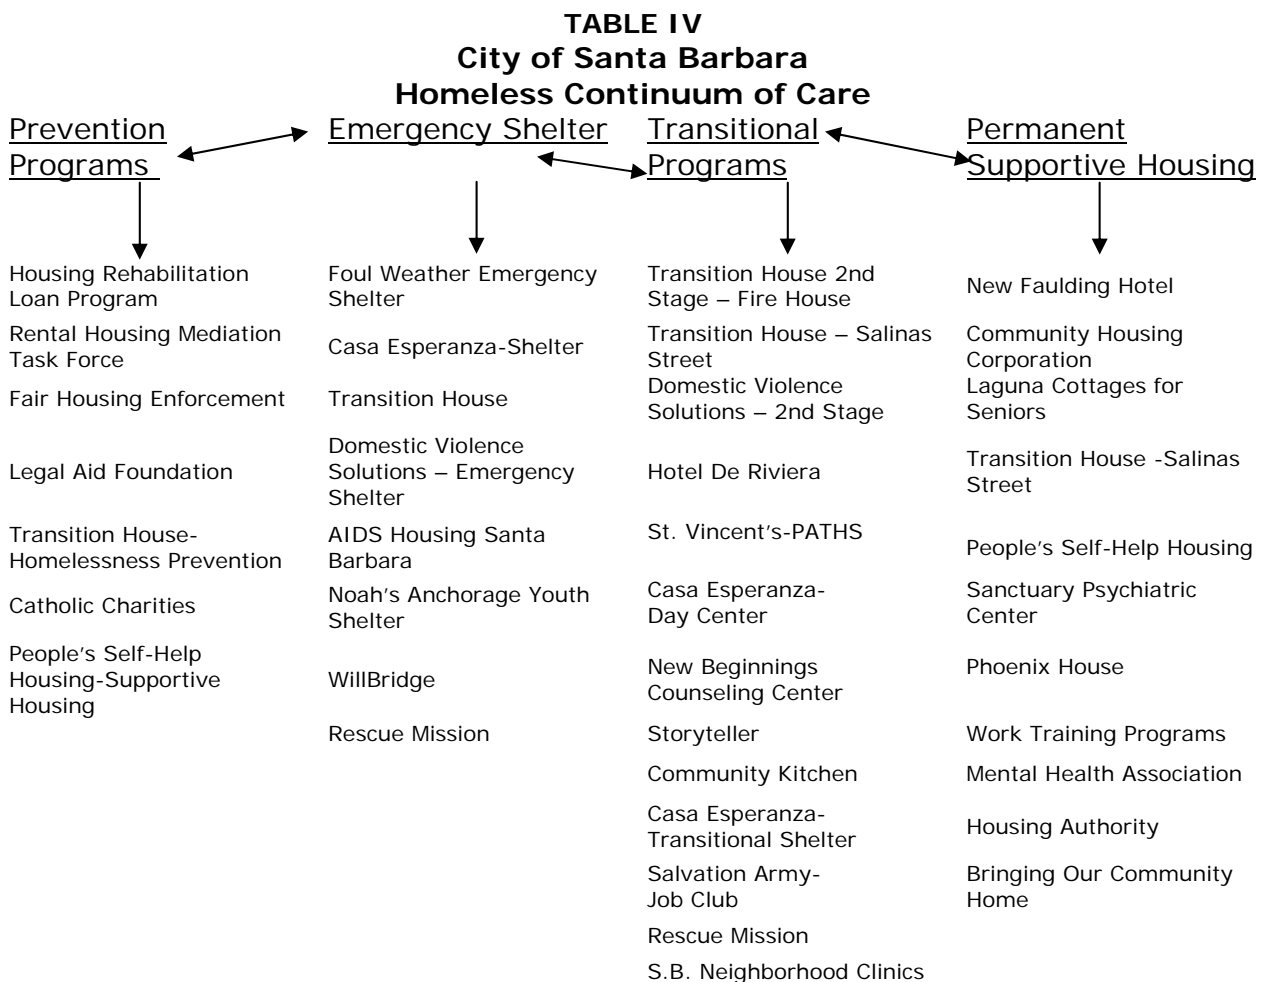 TABLE IV
City of Santa Barbara
Homeless Continuum of Care
Prevention
Programs
Emergency Shelter
Transitional
Programs
Permanent
Supportive Housing
Housing Rehabilitation
Loan Program
Rental Housing Mediation
Task Force
Fair Housing Enforcement
Legal Aid Foundation
Transition House-
Homelessness Prevention
Catholic Charities
People's Self-Help
Housing-Supportive
Housing
Foul Weather Emergency
Shelter
Casa Esperanza-Shelter
Transition House
Domestic Violence
Solutions – Emergency
Shelter
AIDS Housing Santa
Barbara
Noah's Anchorage Youth
Shelter
WillBridge
Rescue Mission
Transition House 2nd
Stage – Fire House
Transition House – Salinas
Street
Domestic Violence
Solutions – 2nd Stage
Hotel De Riviera
St. Vincent's-PATHS
Casa Esperanza-
Day Center
New Beginnings
Counseling Center
Storyteller
Community Kitchen
Casa Esperanza-
Transitional Shelter
Salvation Army-
Job Club
Rescue Mission
S.B. Neighborhood Clinics
New Faulding Hotel
Community Housing
Corporation
Laguna Cottages for
Seniors
Transition House -Salinas
Street
People's Self-Help Housing
Sanctuary Psychiatric
Center
Phoenix House
Work Training Programs
Mental Health Association
Housing Authority
Bringing Our Community
Home